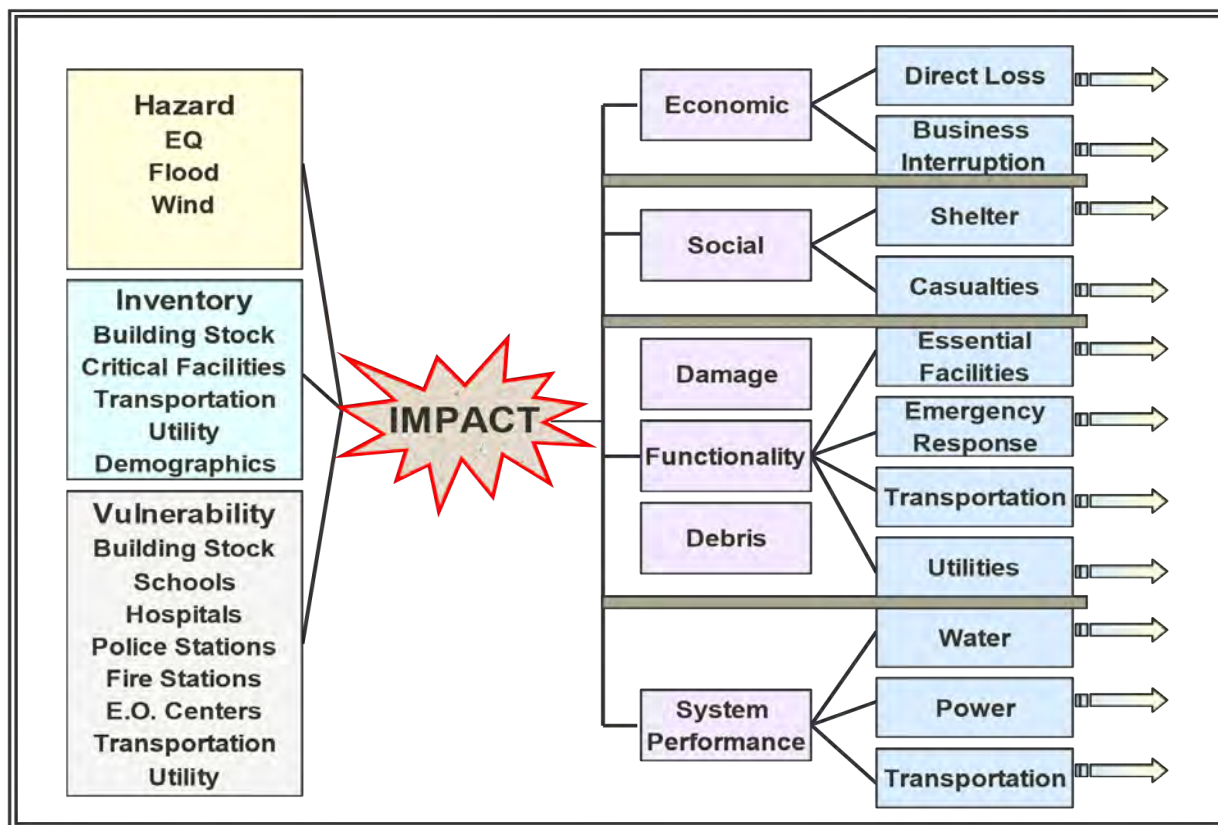 Hazard
EQ
Flood
Wind
Inventory
Building Stock
Critical Facilities
Transportation
Utility
Demographics
Vulnerability
Building Stock
Schools
Hospitals
Police Stations
Fire Stations
E.O. Centers
Transportation
Utility
IMPACT
Economic
Direct Loss
Business
Interruption
Social
Shelter
Casualties
Damage
Functionality
Debris
Essential
Facilities
Emergency
Response
Transportation
Utilities
System
Performance
Water
Power
Transportation